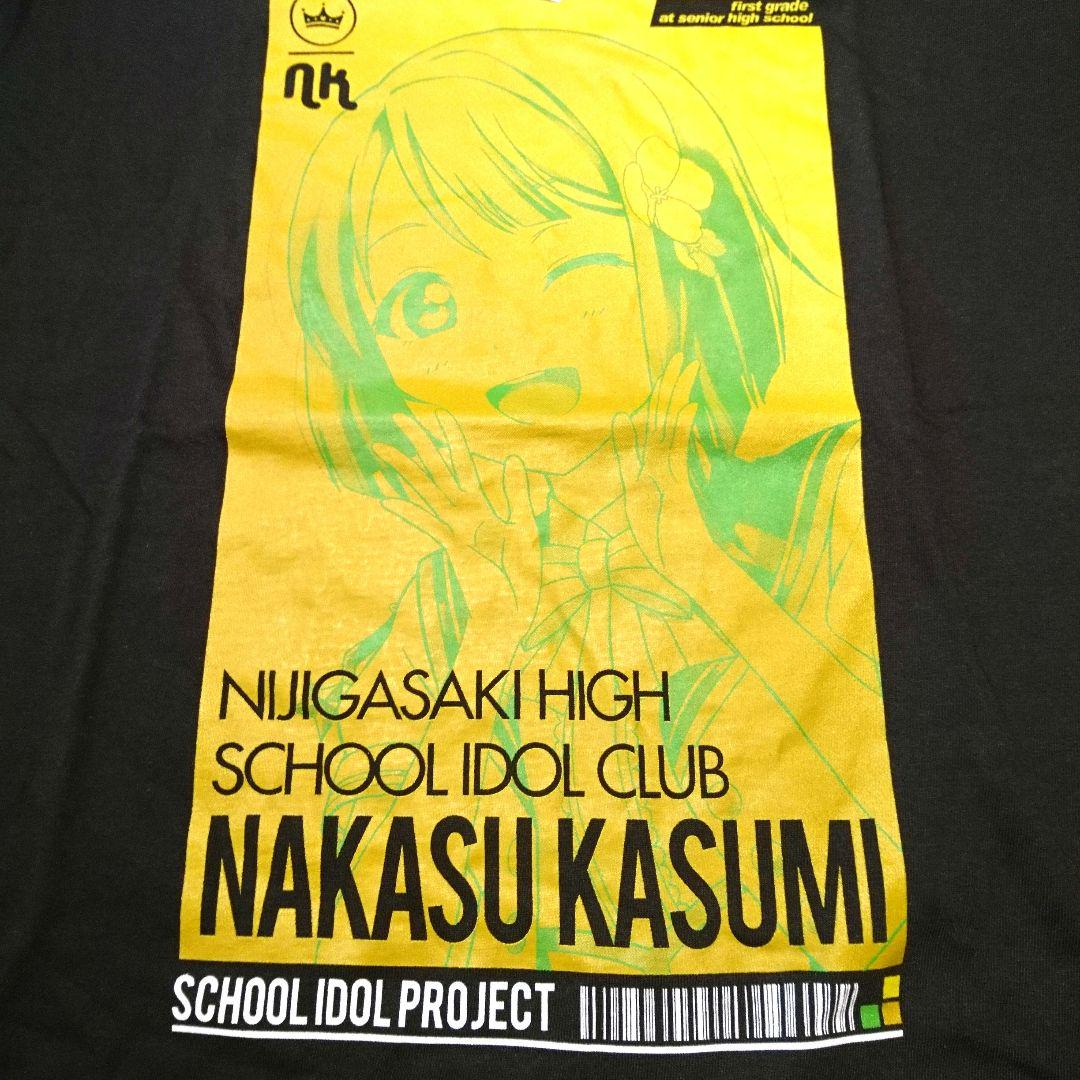 first grade
at senior high school
nk
NIJIGASAKI HIGH
SCHOOL IDOL CLUB
NAKASU KASUMI
SCHOOL IDOL PROJECT